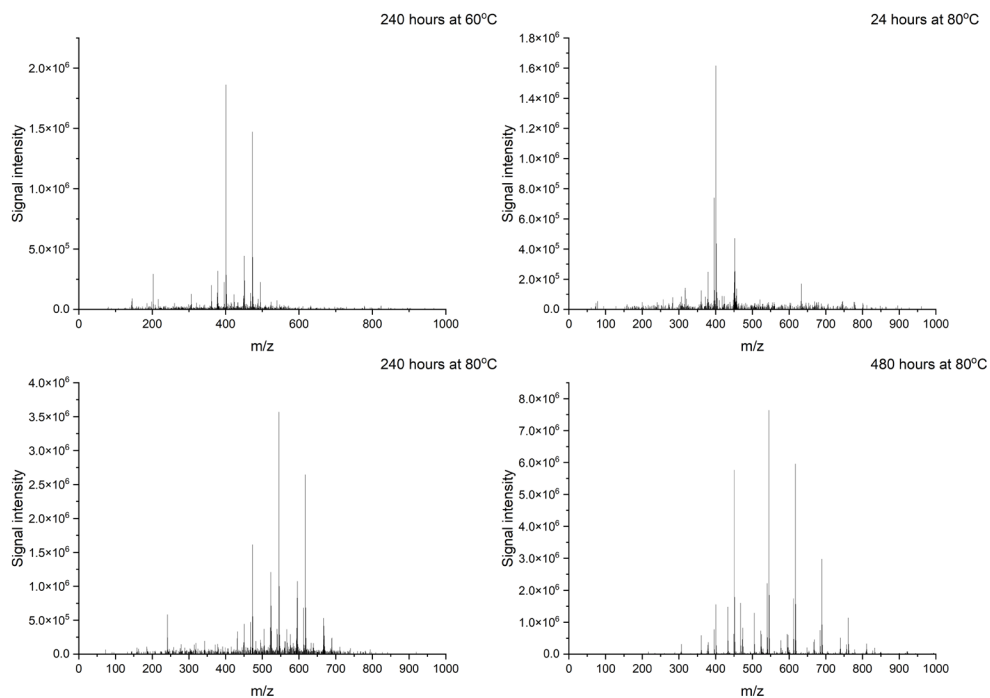 240 hours at 60°C
2.0×10⁶
1.5×10⁶
1.0×10⁶
5.0×10⁵
0.0
Signal intensity
0 100 200 300 400 500 600 700 800 900 1000
m/z
24 hours at 80°C
1.8×10⁶
1.6×10⁶
1.4×10⁶
1.2×10⁶
1.0×10⁶
8.0×10⁵
6.0×10⁵
4.0×10⁵
2.0×10⁵
0.0
Signal intensity
0 100 200 300 400 500 600 700 800 900 1000
m/z
240 hours at 80°C
4.0×10⁶
3.5×10⁶
3.0×10⁶
2.5×10⁶
2.0×10⁶
1.5×10⁶
1.0×10⁶
5.0×10⁵
0.0
Signal intensity
0 100 200 300 400 500 600 700 800 900 1000
m/z
480 hours at 80°C
8.0×10⁶
7.0×10⁶
6.0×10⁶
5.0×10⁶
4.0×10⁶
3.0×10⁶
2.0×10⁶
1.0×10⁶
0.0
Signal intensity
0 100 200 300 400 500 600 700 800 900 1000
m/z